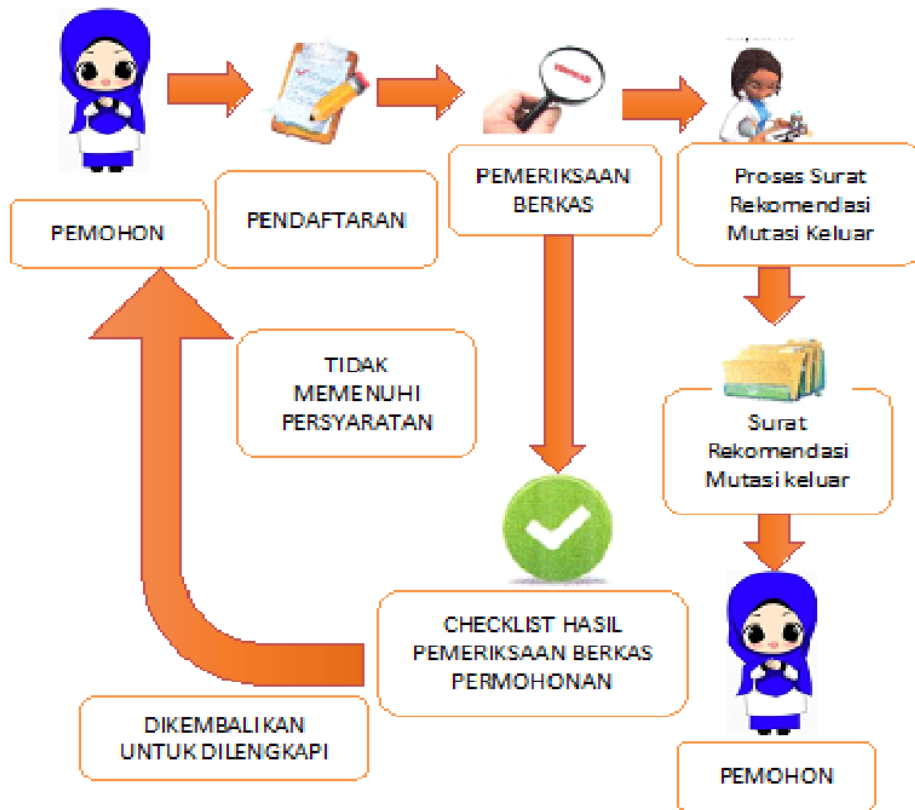 PEMOHON
PENDAFTARAN
PEMERIKSAAN
BERKAS
Proses Surat
Rekomendasi
Mutasi Keluar
TIDAK
MEMENUHI
PERSYARATAN
Surat
Rekomendasi
Mutasi keluar
CHECKLIST HASIL
PEMERIKSAAN BERKAS
PERMOHONAN
DIKEMBALIKAN
UNTUK DILENGKAPI
PEMOHON